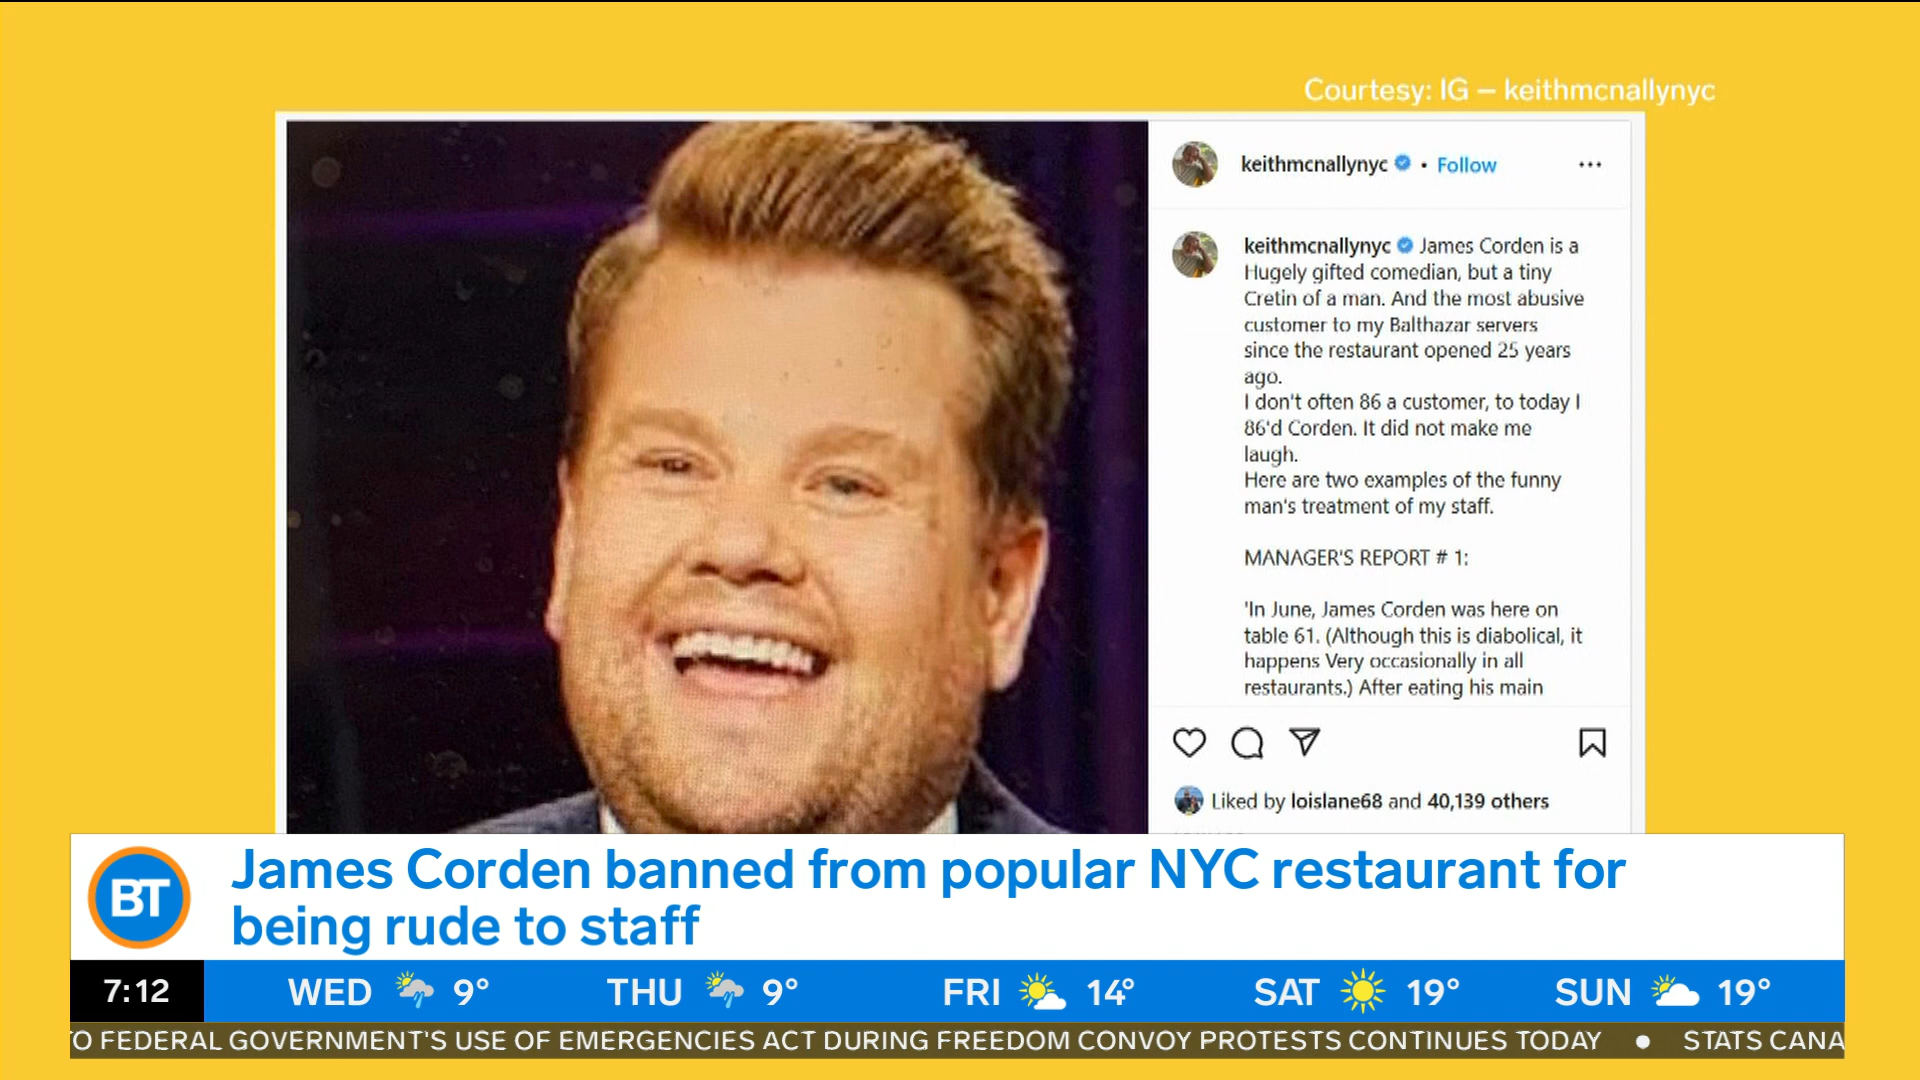 Courtesy: IG – keithmcnallynyc
keithmcnallynyc • Follow
keithmcnallynyc James Corden is a
Hugely gifted comedian, but a tiny
Cretin of a man. And the most abusive
customer to my Balthazar servers
since the restaurant opened 25 years
ago.
I don't often 86 a customer, to today I
86'd Corden. It did not make me
laugh.
Here are two examples of the funny
man's treatment of my staff.
MANAGER'S REPORT # 1:
'In June, James Corden was here on
table 61. (Although this is diabolical, it
happens Very occasionally in all
restaurants.) After eating his main
Liked by loislane68 and 40,139 others
BT
James Corden banned from popular NYC restaurant for
being rude to staff
7:12 WED 9° THU 9° FRI 14° SAT 19° SUN 19°
TO FEDERAL GOVERNMENT'S USE OF EMERGENCIES ACT DURING FREEDOM CONVOY PROTESTS CONTINUES TODAY • STATS CANA